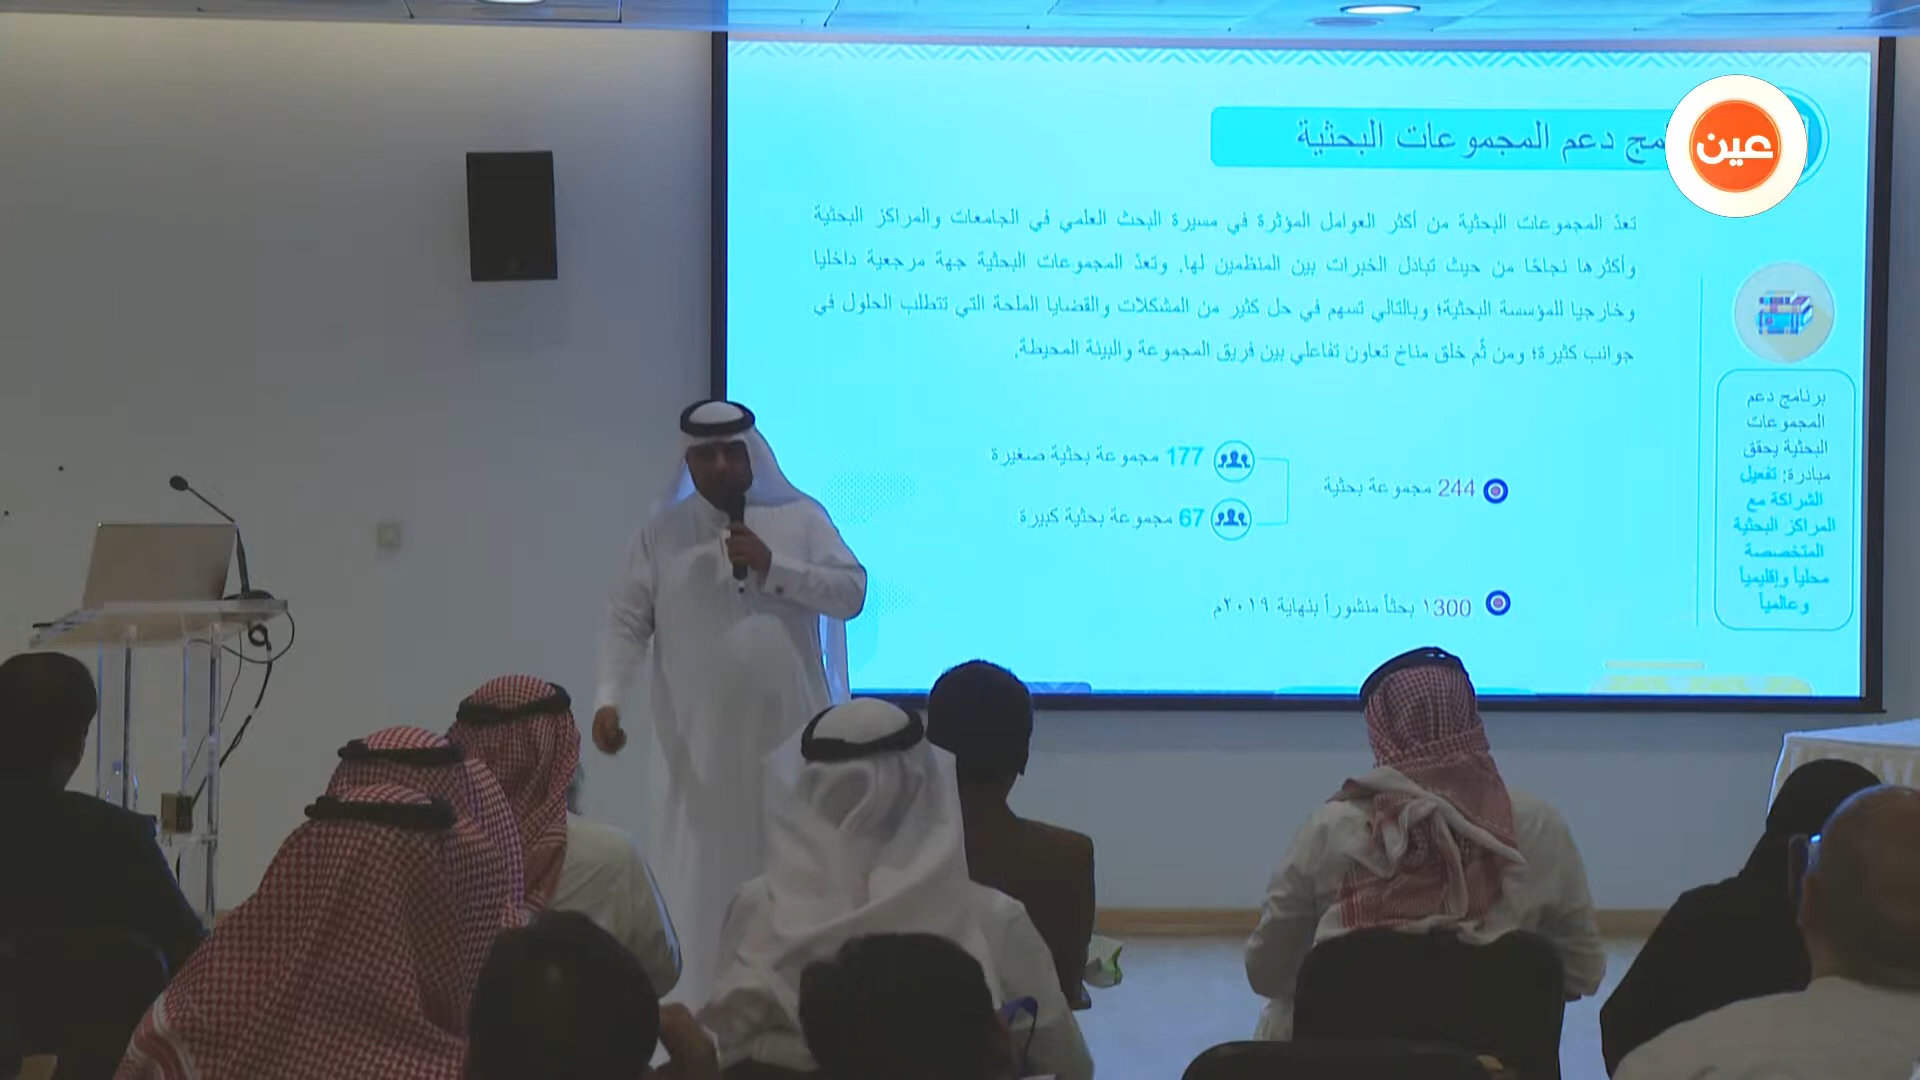 عين
مج دعم المجموعات البحثية
تعدّ المجموعات البحثية من أكثر العوامل المؤثرة في مسيرة البحث العلمي في الجامعات والمراكز البحثية
وأكثرها نجاحًا من حيث تبادل الخبرات بين المنظمين لها. وتعدّ المجموعات البحثية جهة مرجعية داخليا
وخارجيا للمؤسسة البحثية؛ وبالتالي تسهم في حل كثير من المشكلات والقضايا الملحة التي تتطلب الحلول في
جوانب كثيرة؛ ومن ثَم خلق مناخ تعاون تفاعلي بين فريق المجموعة والبيئة المحيطة.
برنامج دعم
المجموعات
البحثية يحقق
مبادرة: تفعيل
الشراكة مع
المراكز البحثية
المتخصصة
محلياً وإقليمياً
وعالمياً
244 مجموعة بحثية
177 مجموعة بحثية صغيرة
67 مجموعة بحثية كبيرة
١300 بحثاً منشوراً بنهاية ٢٠١٩م